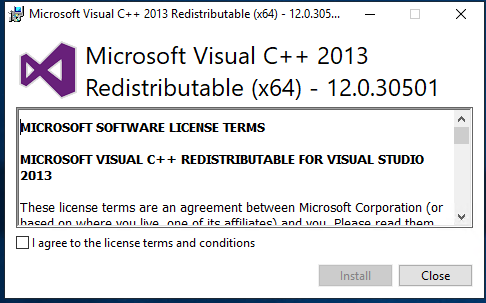 Microsoft Visual C++ 2013 Redistributable (x64) - 12.0.305...
Microsoft Visual C++ 2013
Redistributable (x64) - 12.0.30501
MICROSOFT SOFTWARE LICENSE TERMS
MICROSOFT VISUAL C++ REDISTRIBUTABLE FOR VISUAL STUDIO
2013
These license terms are an agreement between Microsoft Corporation (or
based on where you live, one of its affiliates) and you. Please read them.
I agree to the license terms and conditions
Install
Close